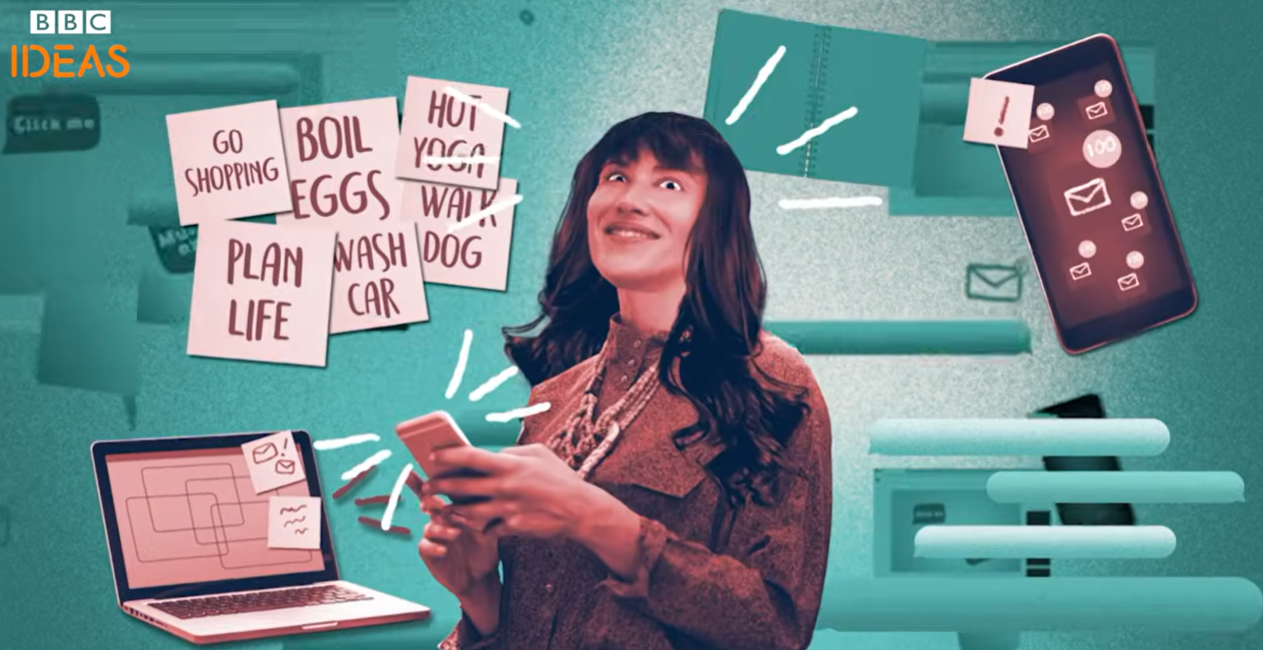 BBC
IDEAS
Click me
GO
SHOPPING
BOIL
EGGS
HOT
YOGA
WALK
DOG
PLAN
LIFE
WASH
CAR
!
100
!